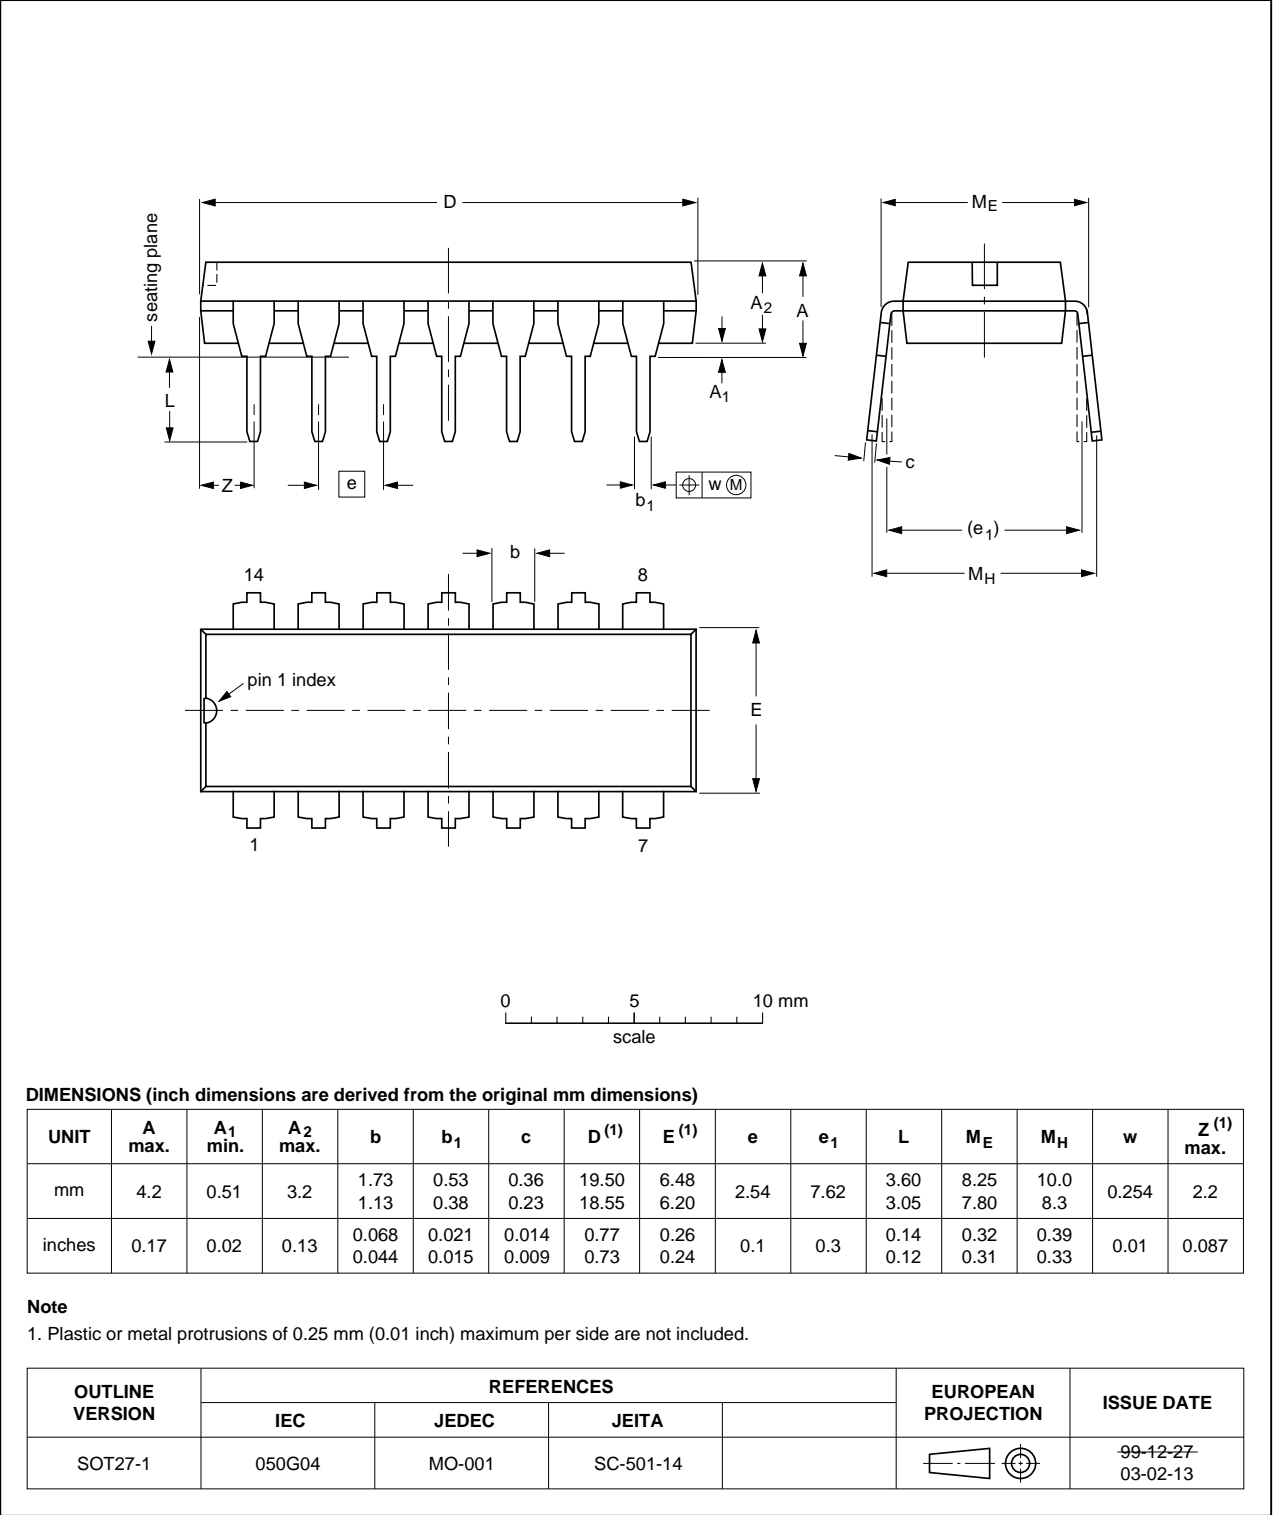 D
ME
seating plane
A2
A
A1
L
Z
e
b1
w M
c
(e1)
MH
b
14
8
pin 1 index
E
1
7
0 5 10 mm
scale
DIMENSIONS (inch dimensions are derived from the original mm dimensions)
UNIT A max. A1 min. A2 max. b b1 c D(1) E(1) e e1 L ME MH w Z(1) max.
mm 4.2 0.51 3.2 1.73 1.13 0.53 0.38 0.36 0.23 19.50 18.55 6.48 6.20 2.54 7.62 3.60 3.05 8.25 7.80 10.0 8.3 0.254 2.2
inches 0.17 0.02 0.13 0.068 0.044 0.021 0.015 0.014 0.009 0.77 0.73 0.26 0.24 0.1 0.3 0.14 0.12 0.32 0.31 0.39 0.33 0.01 0.087
Note
1. Plastic or metal protrusions of 0.25 mm (0.01 inch) maximum per side are not included.
OUTLINE VERSION REFERENCES EUROPEAN PROJECTION ISSUE DATE
IEC JEDEC JEITA
SOT27-1 050G04 MO-001 SC-501-14 99-12-27
03-02-13